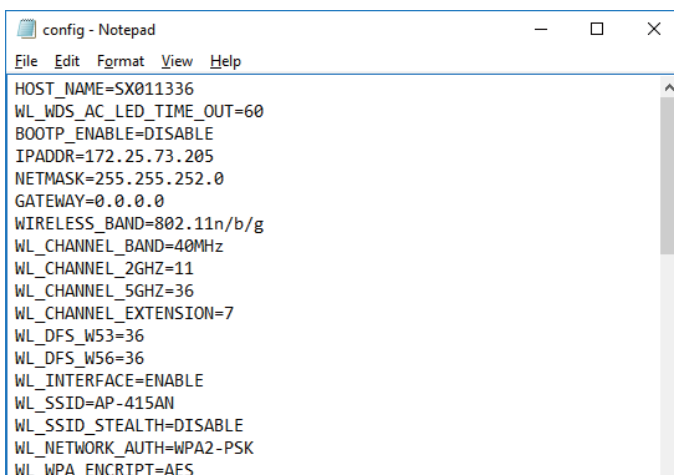 config - Notepad
File Edit Format View Help
HOST_NAME=SX011336
WL_WDS_AC_LED_TIME_OUT=60
BOOTP_ENABLE=DISABLE
IPADDR=172.25.73.205
NETMASK=255.255.252.0
GATEWAY=0.0.0.0
WIRELESS_BAND=802.11n/b/g
WL_CHANNEL_BAND=40MHz
WL_CHANNEL_2GHZ=11
WL_CHANNEL_5GHZ=36
WL_CHANNEL_EXTENSION=7
WL_DFS_W53=36
WL_DFS_W56=36
WL_INTERFACE=ENABLE
WL_SSID=AP-415AN
WL_SSID_STEALTH=DISABLE
WL_NETWORK_AUTH=WPA2-PSK
WL_WPA_ENCRIPT=AES